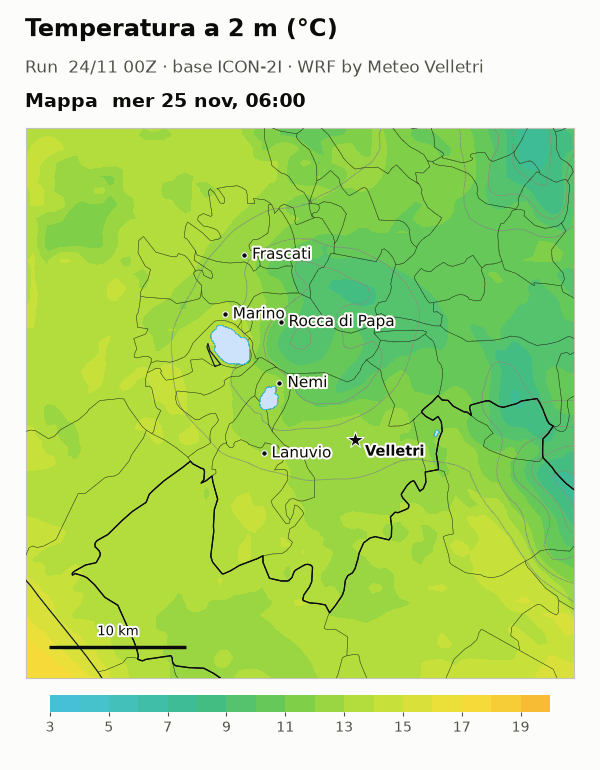 Temperatura a 2 m (°C)
Run  24/11 00Z · base ICON-2I · WRF by Meteo Velletri
Mappa  mer 25 nov, 06:00
Frascati
Marino
Rocca di Papa
Nemi
Velletri
Lanuvio
10 km
3 5 7 9 11 13 15 17 19